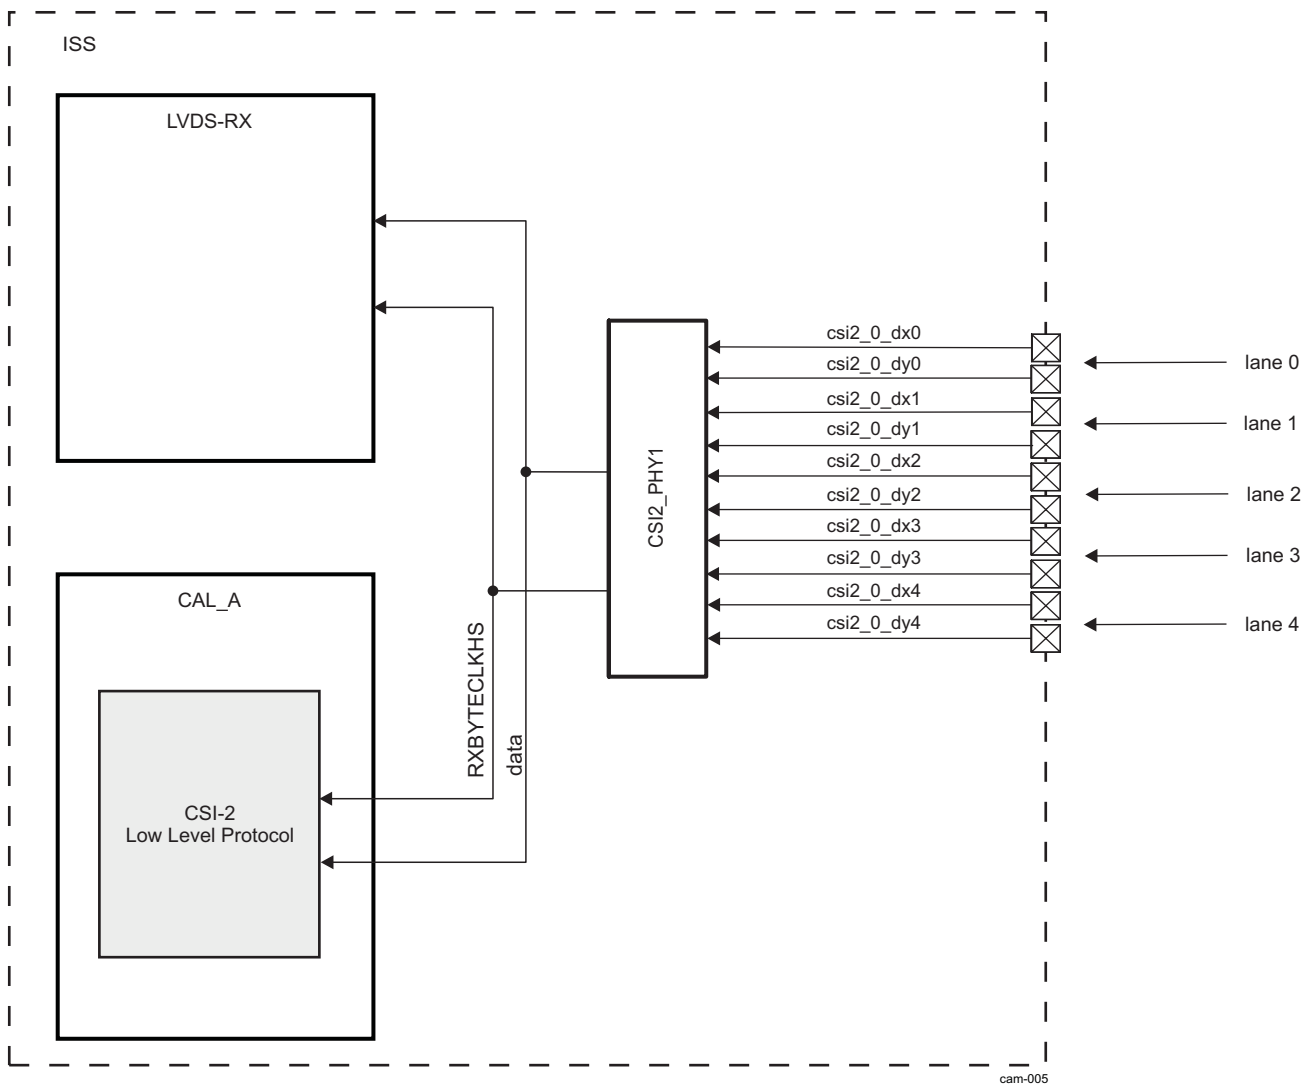 ISS
LVDS-RX
csi2_0_dx0
csi2_0_dy0
lane 0
csi2_0_dx1
csi2_0_dy1
lane 1
csi2_0_dx2
csi2_0_dy2
lane 2
csi2_0_dx3
csi2_0_dy3
lane 3
csi2_0_dx4
csi2_0_dy4
lane 4
CSI2_PHY1
CAL_A
RXBYTECLKHS
data
CSI-2
Low Level Protocol
cam-005